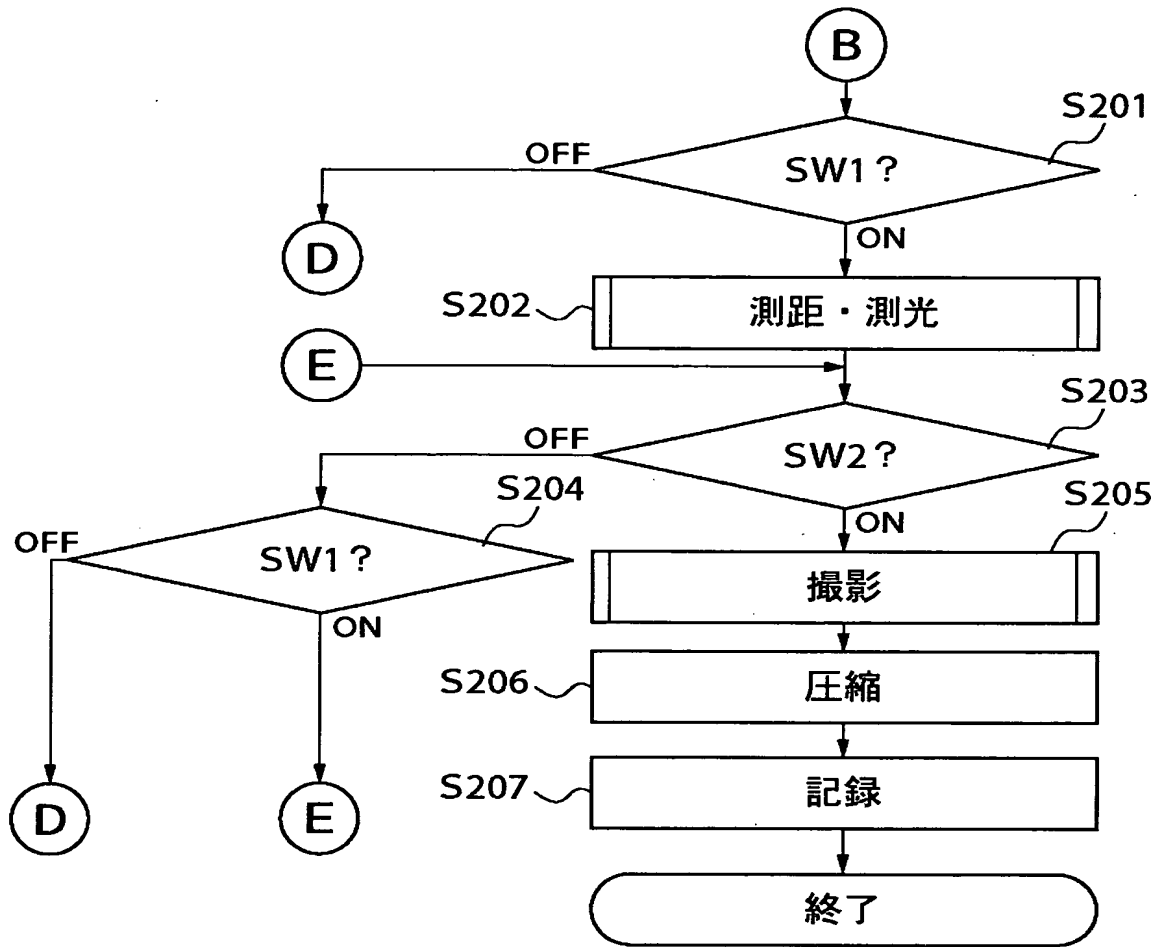 B
S201
OFF
SW1?
ON
D
S202
測距・測光
E
S203
OFF
SW2?
ON
S204
S205
OFF
SW1?
ON
撮影
S206
圧縮
S207
記録
D
E
終了